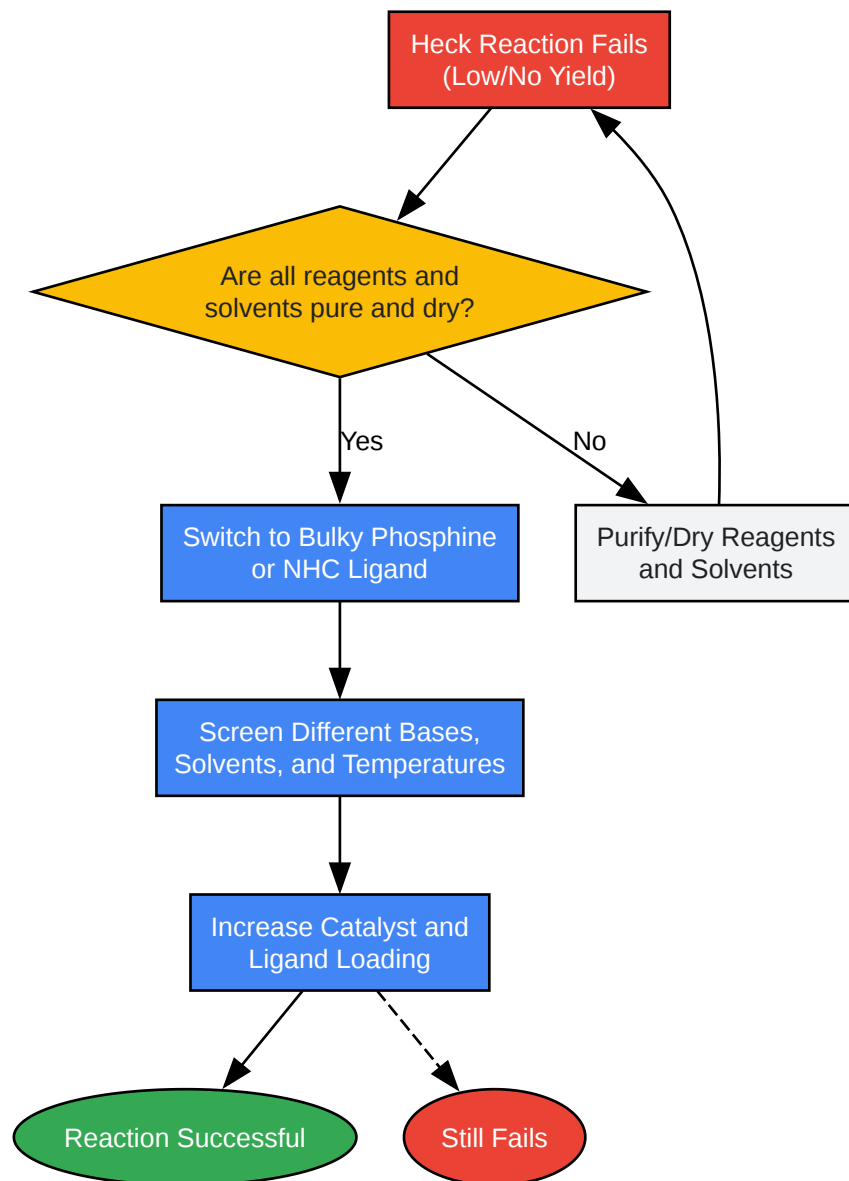 Heck Reaction Fails
(Low/No Yield)
Are all reagents and
solvents pure and dry?
Yes
No
Switch to Bulky Phosphine
or NHC Ligand
Purify/Dry Reagents
and Solvents
Screen Different Bases,
Solvents, and Temperatures
Increase Catalyst and
Ligand Loading
Reaction Successful
Still Fails